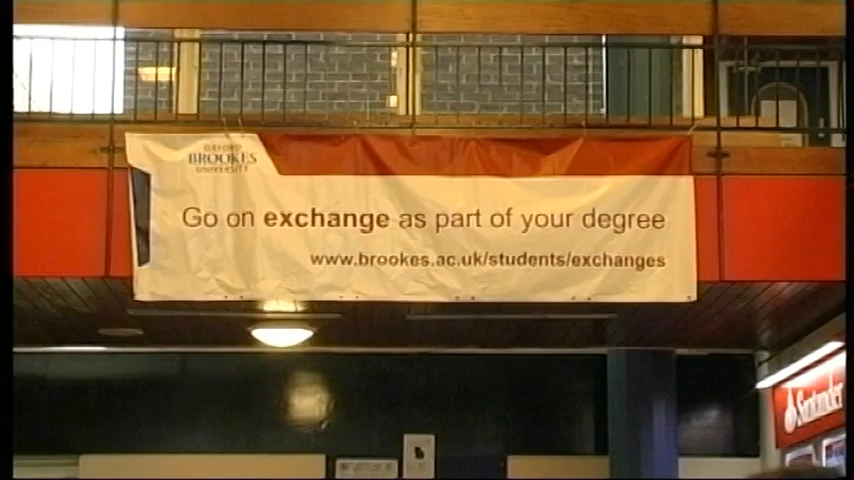 OXFORD
BROOKES
UNIVERSITY
Go on exchange as part of your degree
www.brookes.ac.uk/students/exchanges
Santander